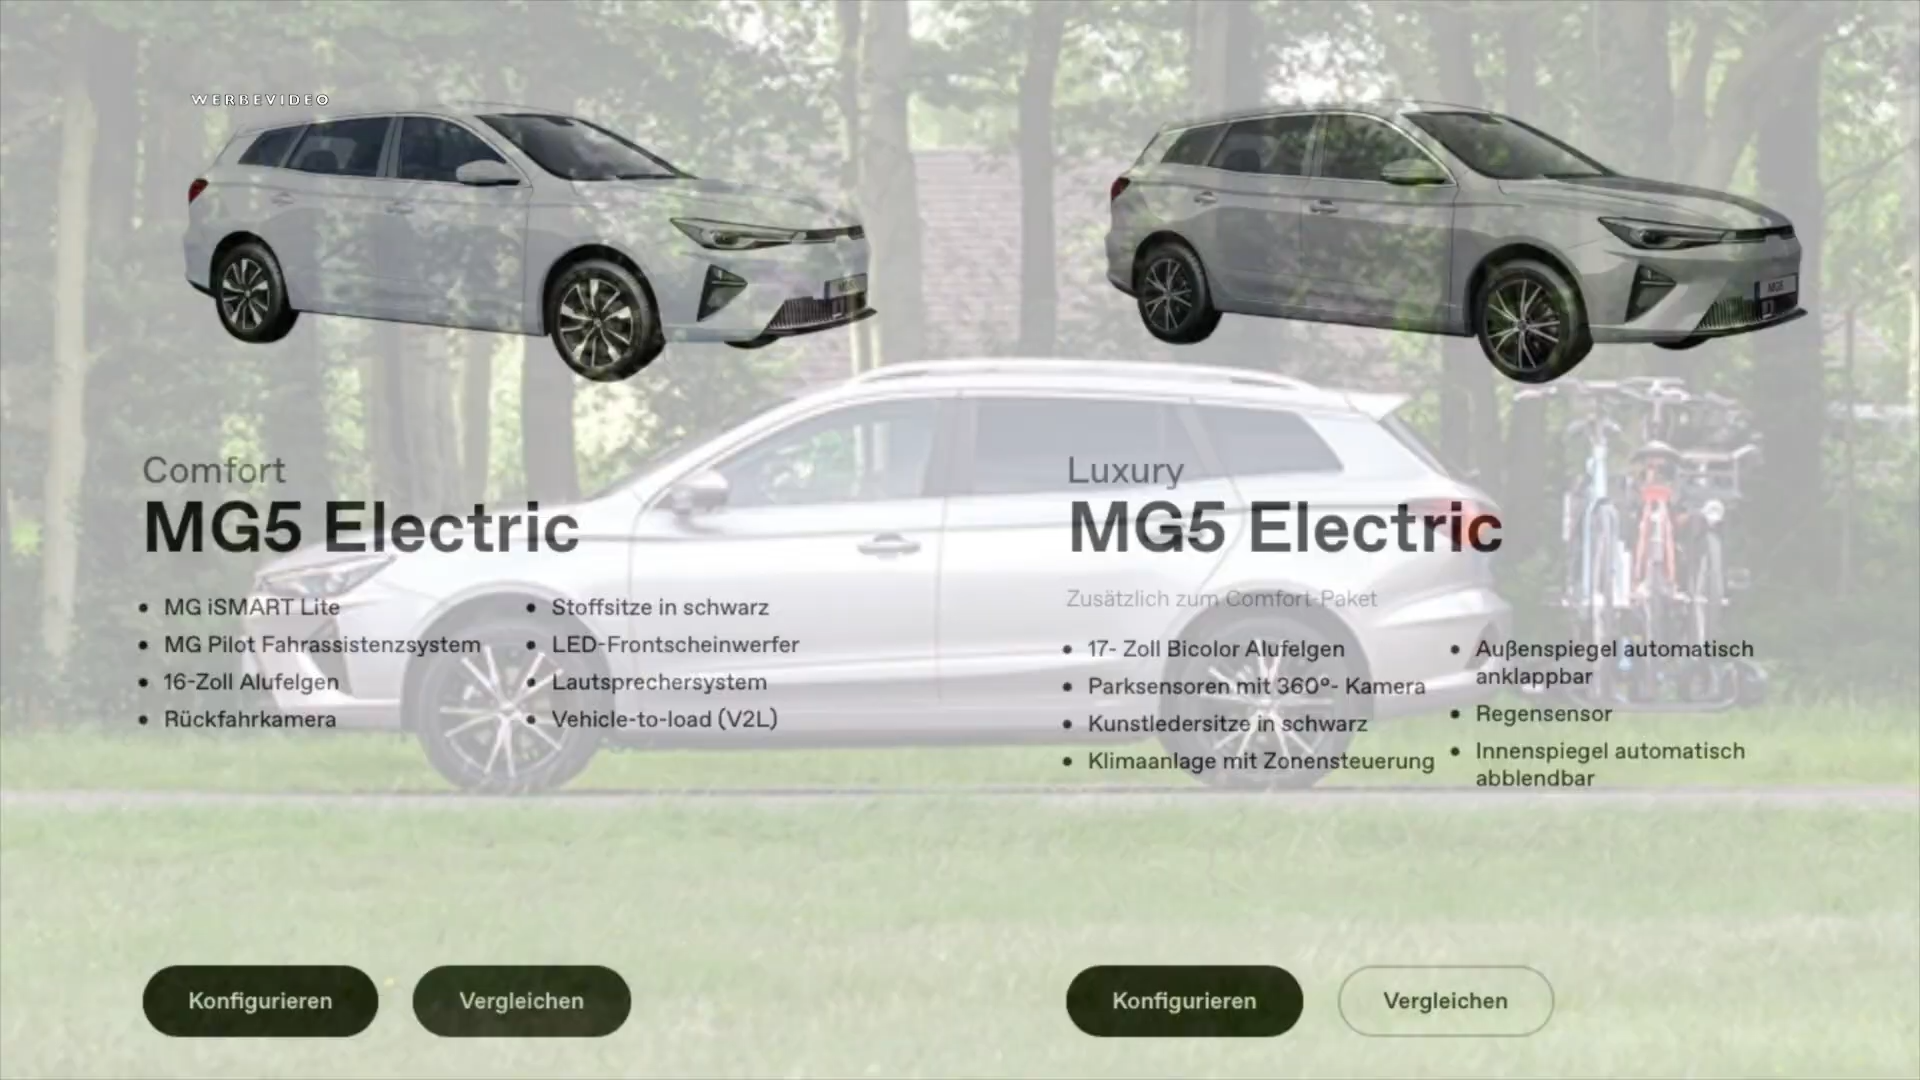 WERBEVIDEO
Comfort
MG5 Electric
MG iSMART Lite
MG Pilot Fahrassistenzsystem
16-Zoll Alufelgen
Rückfahrkamera
Stoffsitze in schwarz
LED-Frontscheinwerfer
Lautsprechersystem
Vehicle-to-load (V2L)
Konfigurieren
Vergleichen
Luxury
MG5 Electric
Zusätzlich zum Comfort-Paket
17- Zoll Bicolor Alufelgen
Parksensoren mit 360°- Kamera
Kunstledersitze in schwarz
Klimaanlage mit Zonensteuerung
Außenspiegel automatisch
anklappbar
Regensensor
Innenspiegel automatisch
abblendbar
Konfigurieren
Vergleichen